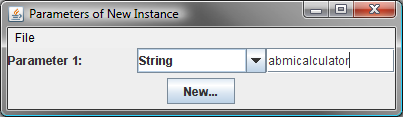 Parameters of New Instance
File
Parameter 1: String abmicalculator
New...